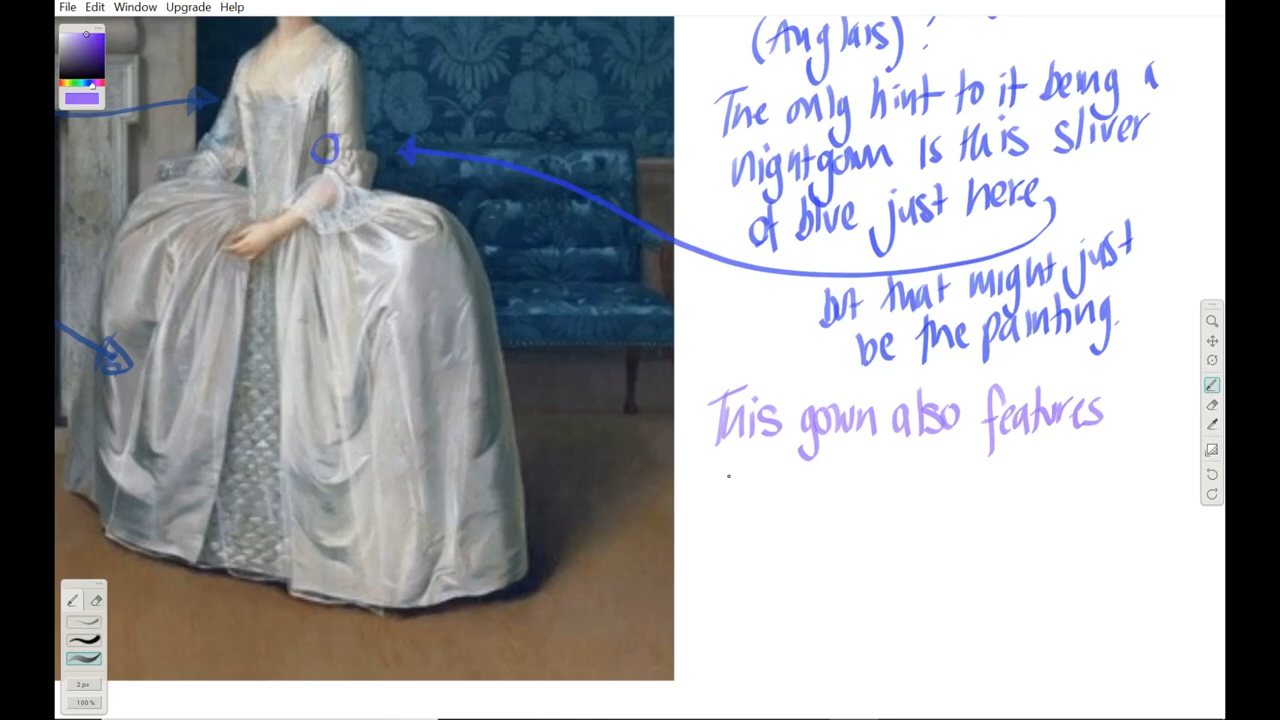 File Edit Window Upgrade Help
(Anglais)?
The only hint to it being a
nightgown is this sliver
of blue just here,
but that might just
be the painting.
This gown also features
2 px
100 %